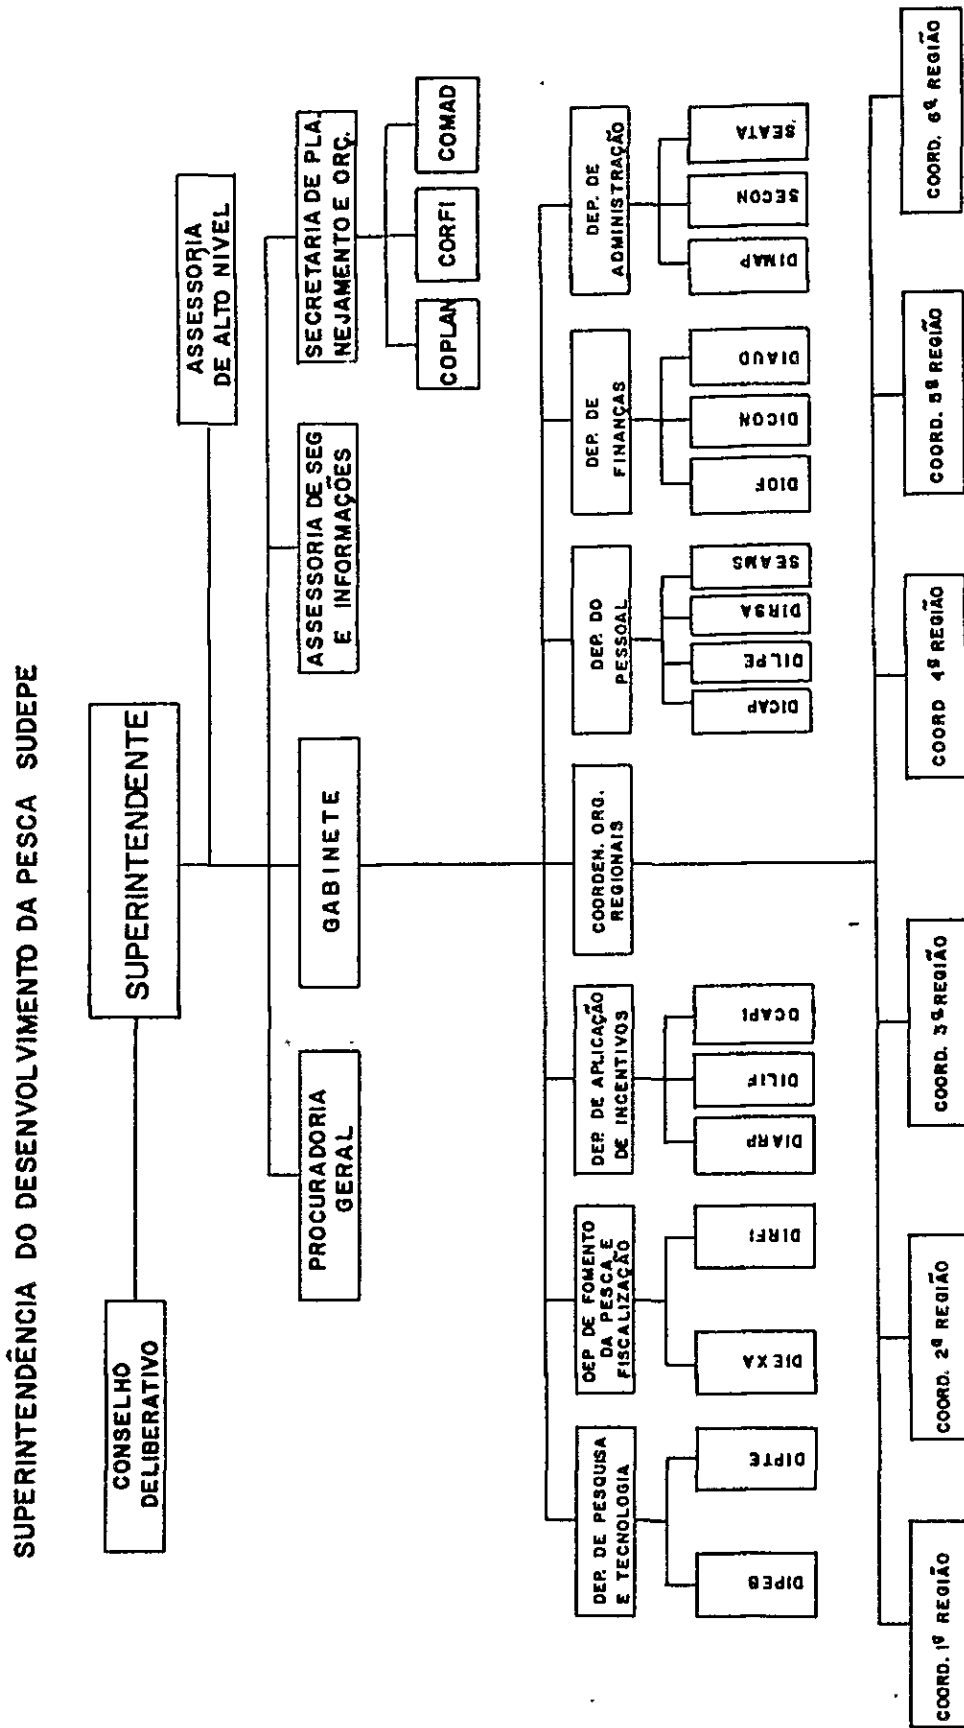 SUPERINTENDÊNCIA DO DESENVOLVIMENTO DA PESCA SUDEPE
CONSELHO
DELIBERATIVO
SUPERINTENDENTE
ASSESSORIA
DE ALTO NIVEL
PROCURADORIA
GERAL
GABINETE
ASSESSORIA DE SEG
E INFORMAÇÕES
SECRETARIA DE PLA.
NEJAMENTO E ORÇ.
COPLAN
CORFI
COMAD
DEP. DE PESQUISA
E TECNOLOGIA
DEP. DE FOMENTO
DA PESCA E
FISCALIZAÇÃO
DEP. DE APLICAÇÃO
DE INCENTIVOS
COORDEN. ORG.
REGIONAIS
DEP. DO
PESSOAL
DEP. DE
FINANÇAS
DEP. DE
ADMINISTRAÇÃO
DIPEB
DIPTE
DIEXA
DIRFI
DIARP
DILIF
DCAPI
DICAP
DILPE
DIRSA
SEAMS
DIOF
DICON
DIAUD
DIMAP
SECON
SEATA
COORD. 1ª REGIÃO
COORD. 2ª REGIÃO
COORD. 3ª REGIÃO
COORD 4ª REGIÃO
COORD. 5ª REGIÃO
COORD. 6ª REGIÃO